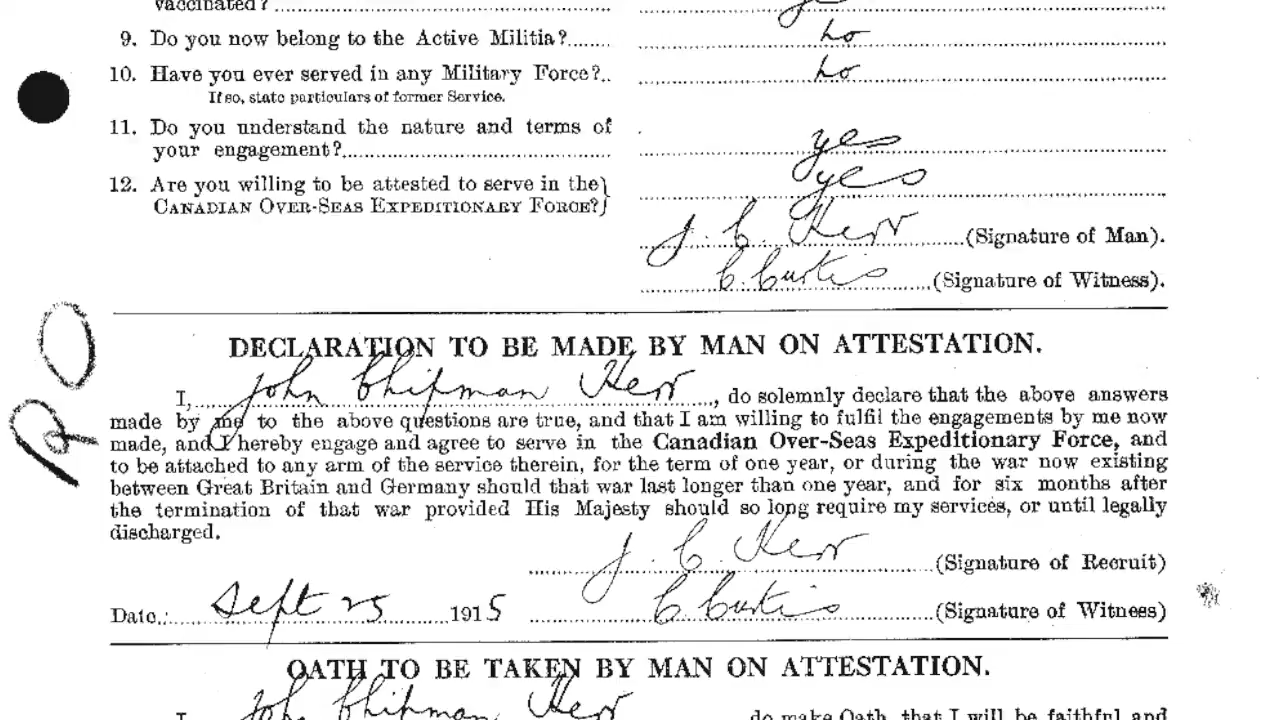 vaccinated?
9. Do you now belong to the Active Militia? no
10. Have you ever served in any Military Force? no
If so, state particulars of former Service.
11. Do you understand the nature and terms of
your engagement? yes
12. Are you willing to be attested to serve in the yes
CANADIAN OVER-SEAS EXPEDITIONARY FORCE?
J. C. Kerr (Signature of Man).
C. Curtis (Signature of Witness).
DECLARATION TO BE MADE BY MAN ON ATTESTATION.
I, John Chipman Kerr, do solemnly declare that the above answers
made by me to the above questions are true, and that I am willing to fulfil the engagements by me now
made, and I hereby engage and agree to serve in the Canadian Over-Seas Expeditionary Force, and
to be attached to any arm of the service therein, for the term of one year, or during the war now existing
between Great Britain and Germany should that war last longer than one year, and for six months after
the termination of that war provided His Majesty should so long require my services, or until legally
discharged.
J. C. Kerr (Signature of Recruit)
Date: Sept 25 1915 C. Curtis (Signature of Witness)
OATH TO BE TAKEN BY MAN ON ATTESTATION.
I John Chipman Kerr do make Oath, that I will be faithful and
RO